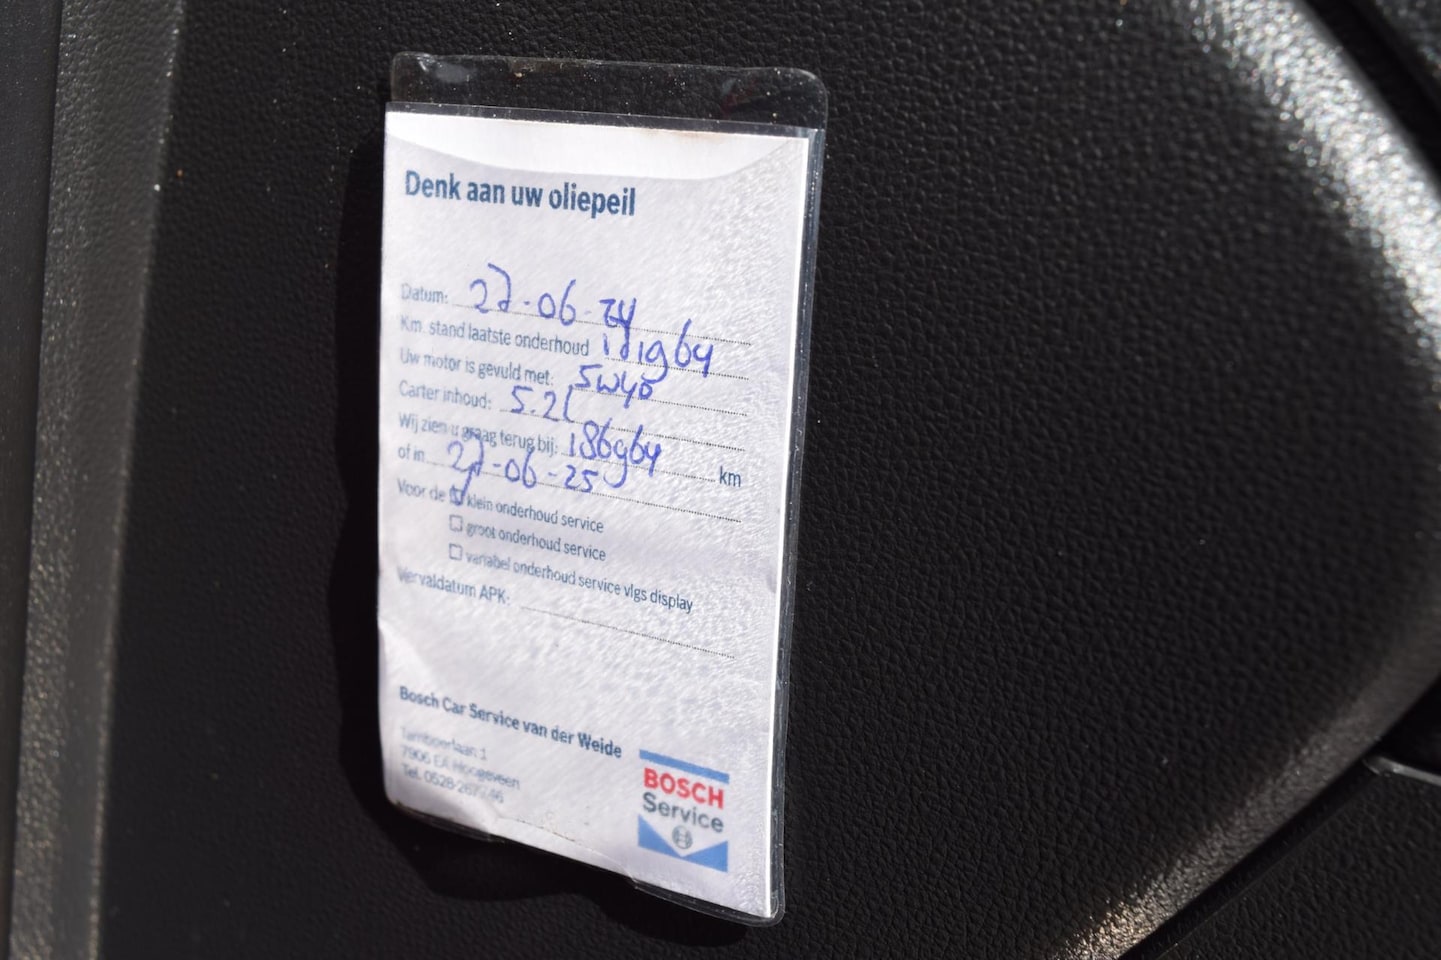 Denk aan uw oliepeil
Datum: 27-06-24
Km. stand laatste onderhoud 171964
Uw motor is gevuld met: 5w40
Carter inhoud: 5.2l
Wij zien u graag terug bij: 186964 km
of in 27-06-25
Voor de klein onderhoud service
groot onderhoud service
variabel onderhoud service vlgs display
Vervaldatum APK:
Bosch Car Service van der Weide
1
7906 EA Hoogeveen
Tel.
BOSCH
Service